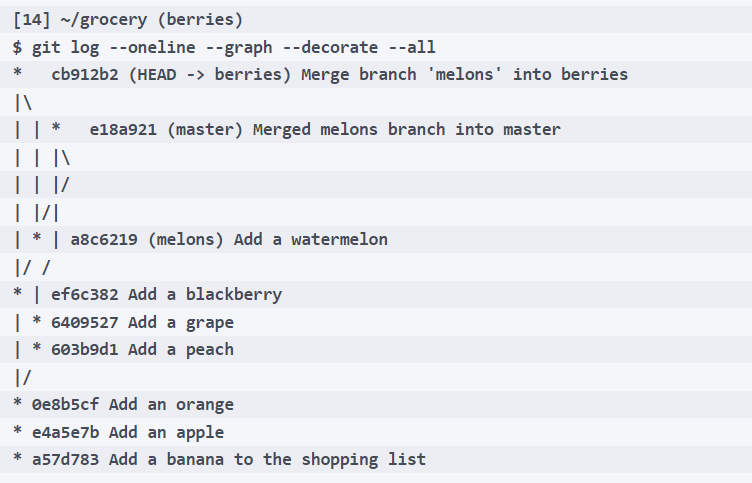 [14] ~/grocery (berries)
$ git log --oneline --graph --decorate --all
*   cb912b2 (HEAD -> berries) Merge branch 'melons' into berries
|\
| | *   e18a921 (master) Merged melons branch into master
| | |\
| | |/
| |/|
| * | a8c6219 (melons) Add a watermelon
|/ /
* | ef6c382 Add a blackberry
| * 6409527 Add a grape
| * 603b9d1 Add a peach
|/
* 0e8b5cf Add an orange
* e4a5e7b Add an apple
* a57d783 Add a banana to the shopping list